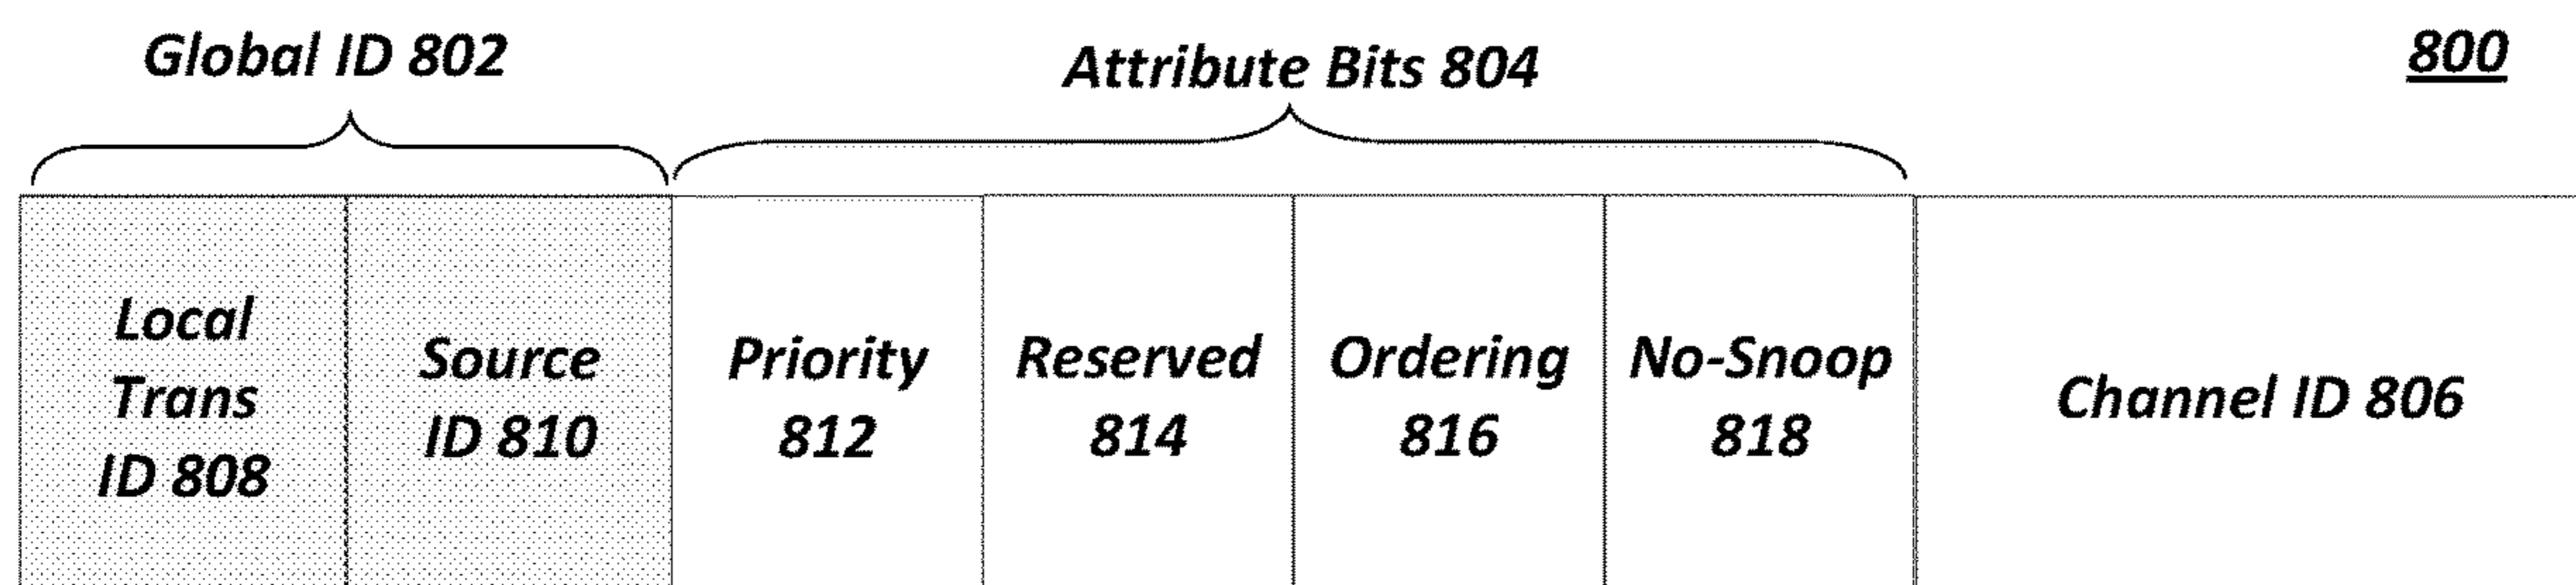 Global ID 802
Attribute Bits 804
800
Local
Trans
ID 808
Source
ID 810
Priority
812
Reserved
814
Ordering
816
No-Snoop
818
Channel ID 806